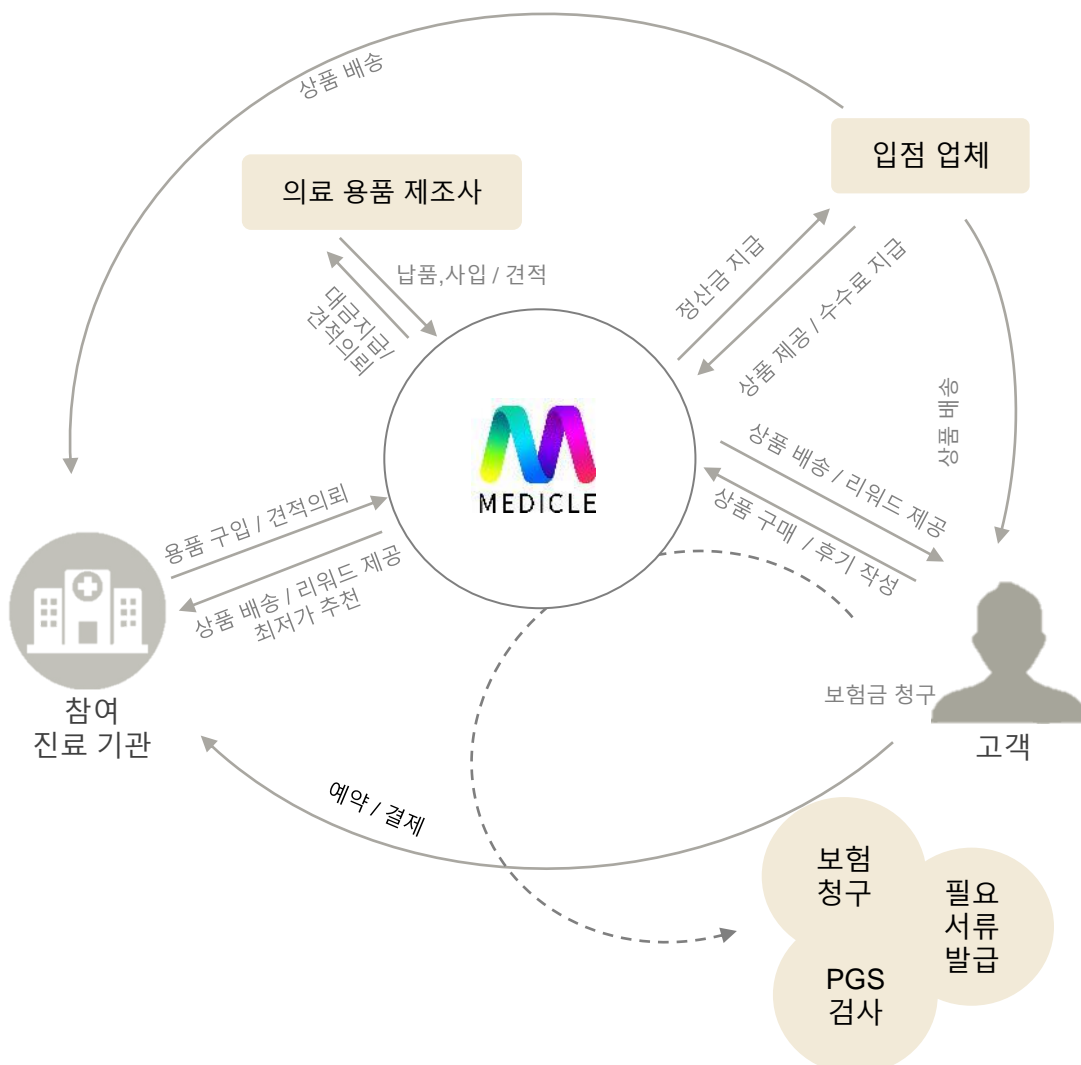 상품 배송
입점 업체
의료 용품 제조사
납품,사입 / 견적
대금지급/
견적의뢰
정산금 지급
상품 제공 / 수수료 지급
상품 배송
MEDICLE
상품 배송 / 리워드 제공
상품 구매 / 후기 작성
용품 구입 / 견적의뢰
상품 배송 / 리워드 제공
최저가 추천
참여
진료 기관
보험금 청구
고객
예약 / 결제
보험
청구
필요
서류
발급
PGS
검사